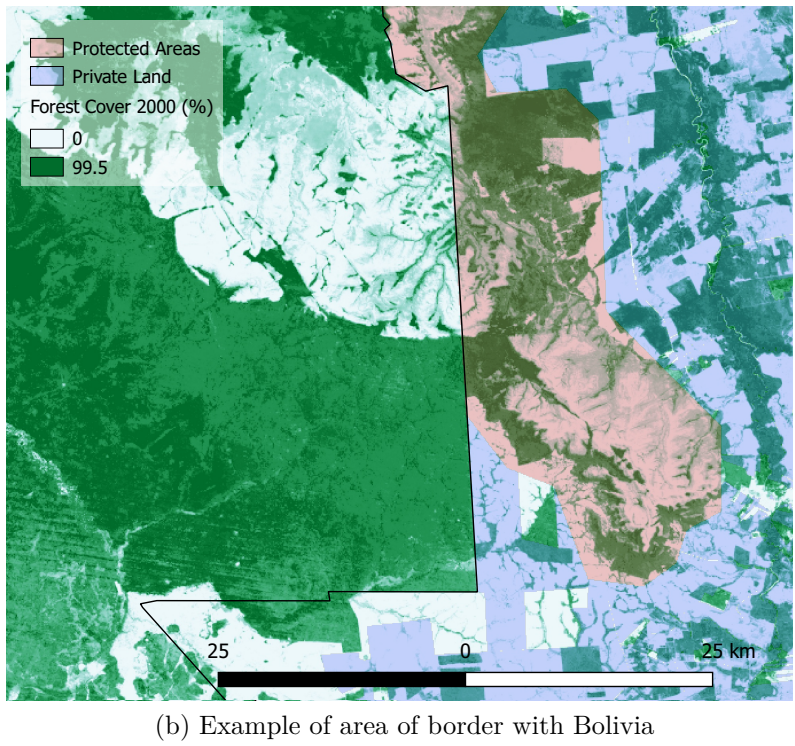 Protected Areas
Private Land
Forest Cover 2000 (%)
0
99.5
25 0 25 km
(b) Example of area of border with Bolivia